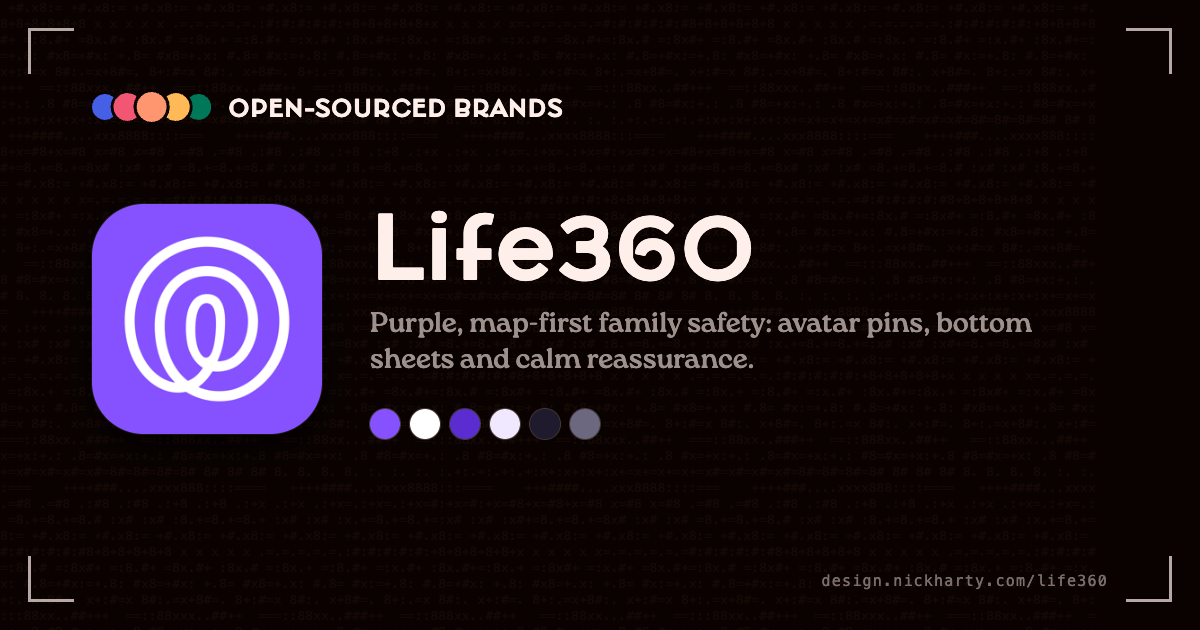 OPEN-SOURCED BRANDS
Life360
Purple, map-first family safety: avatar pins, bottom
sheets and calm reassurance.
design.nickharty.com/life360